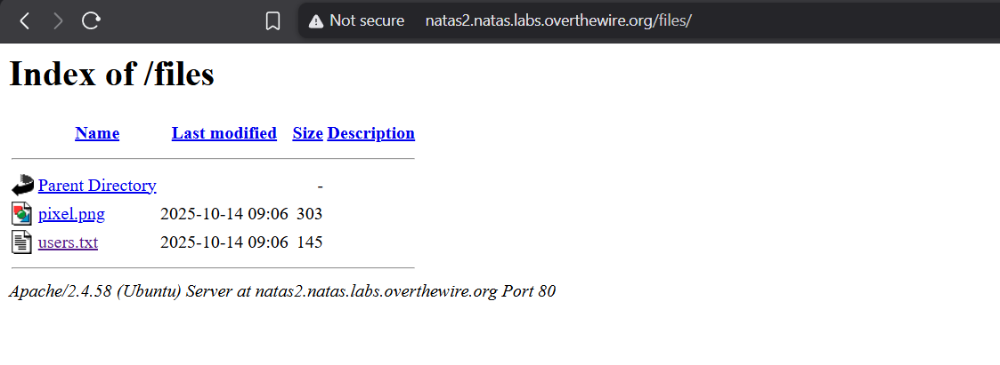 Not secure natas2.natas.labs.overthewire.org/files/
Index of /files
Name Last modified Size Description
Parent Directory -
pixel.png 2025-10-14 09:06 303
users.txt 2025-10-14 09:06 145
Apache/2.4.58 (Ubuntu) Server at natas2.natas.labs.overthewire.org Port 80